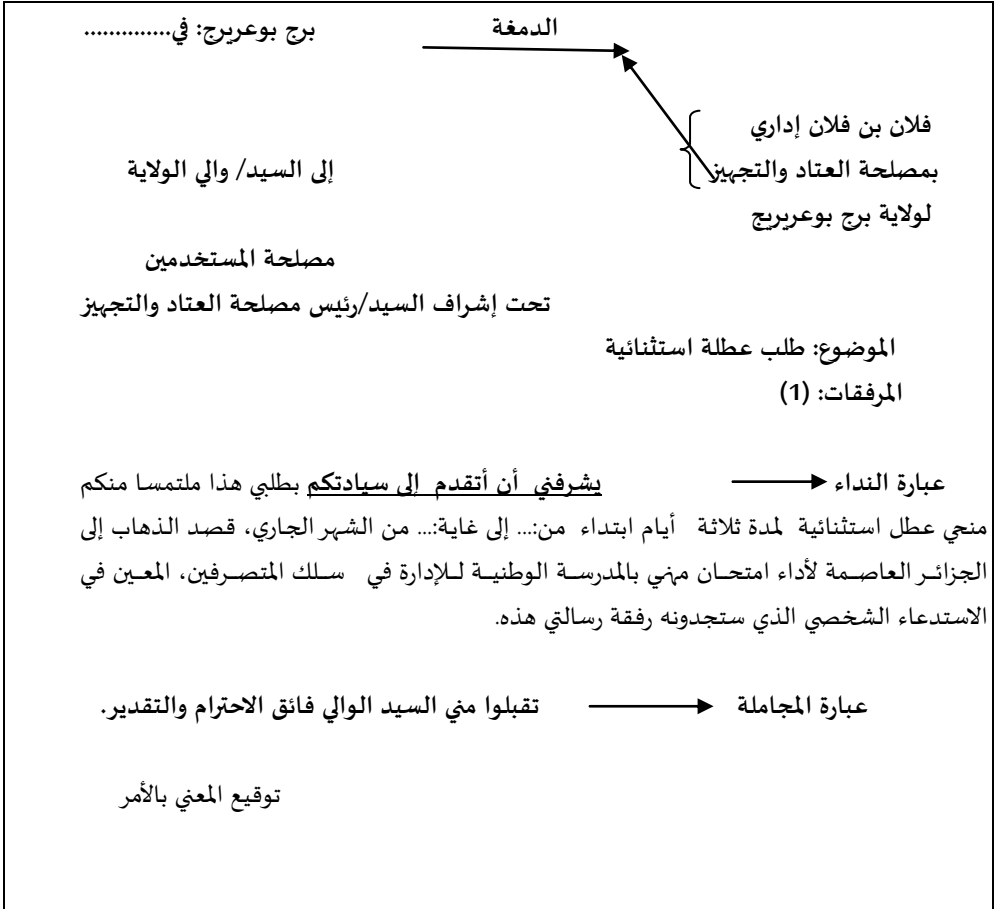 الدمغة برج بوعريرج: في..............
فلان بن فلان إداري
بمصلحة العتاد والتجهيز إلى السيد/ والي الولاية
لولاية برج بوعريريج
مصلحة المستخدمين
تحت إشراف السيد/رئيس مصلحة العتاد والتجهيز
الموضوع: طلب عطلة استثنائية
المرفقات: (1)
عبارة النداء يشرفني أن أتقدم إلى سيادتكم بطلبي هذا ملتمسا منكم
منحي عطل استثنائية لمدة ثلاثة أيام ابتداء من:... إلى غاية:... من الشهر الجاري، قصد الذهاب إلى
الجزائر العاصمة لأداء امتحان مهني بالمدرسة الوطنية للإدارة في سلك المتصرفين، المعين في
الاستدعاء الشخصي الذي ستجدونه رفقة رسالتي هذه.
عبارة المجاملة تقبلوا مني السيد الوالي فائق الاحترام والتقدير.
توقيع المعني بالأمر